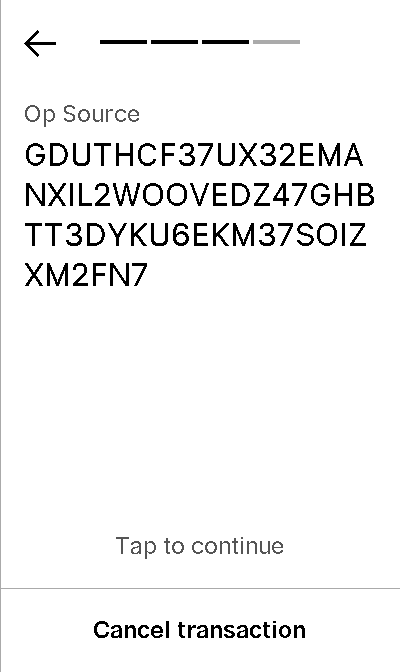 Op Source
GDUTHCF37UX32EMA
NXIL2WOOVEDZ47GHB
TT3DYKU6EKM37SOIZ
XM2FN7
Tap to continue
Cancel transaction